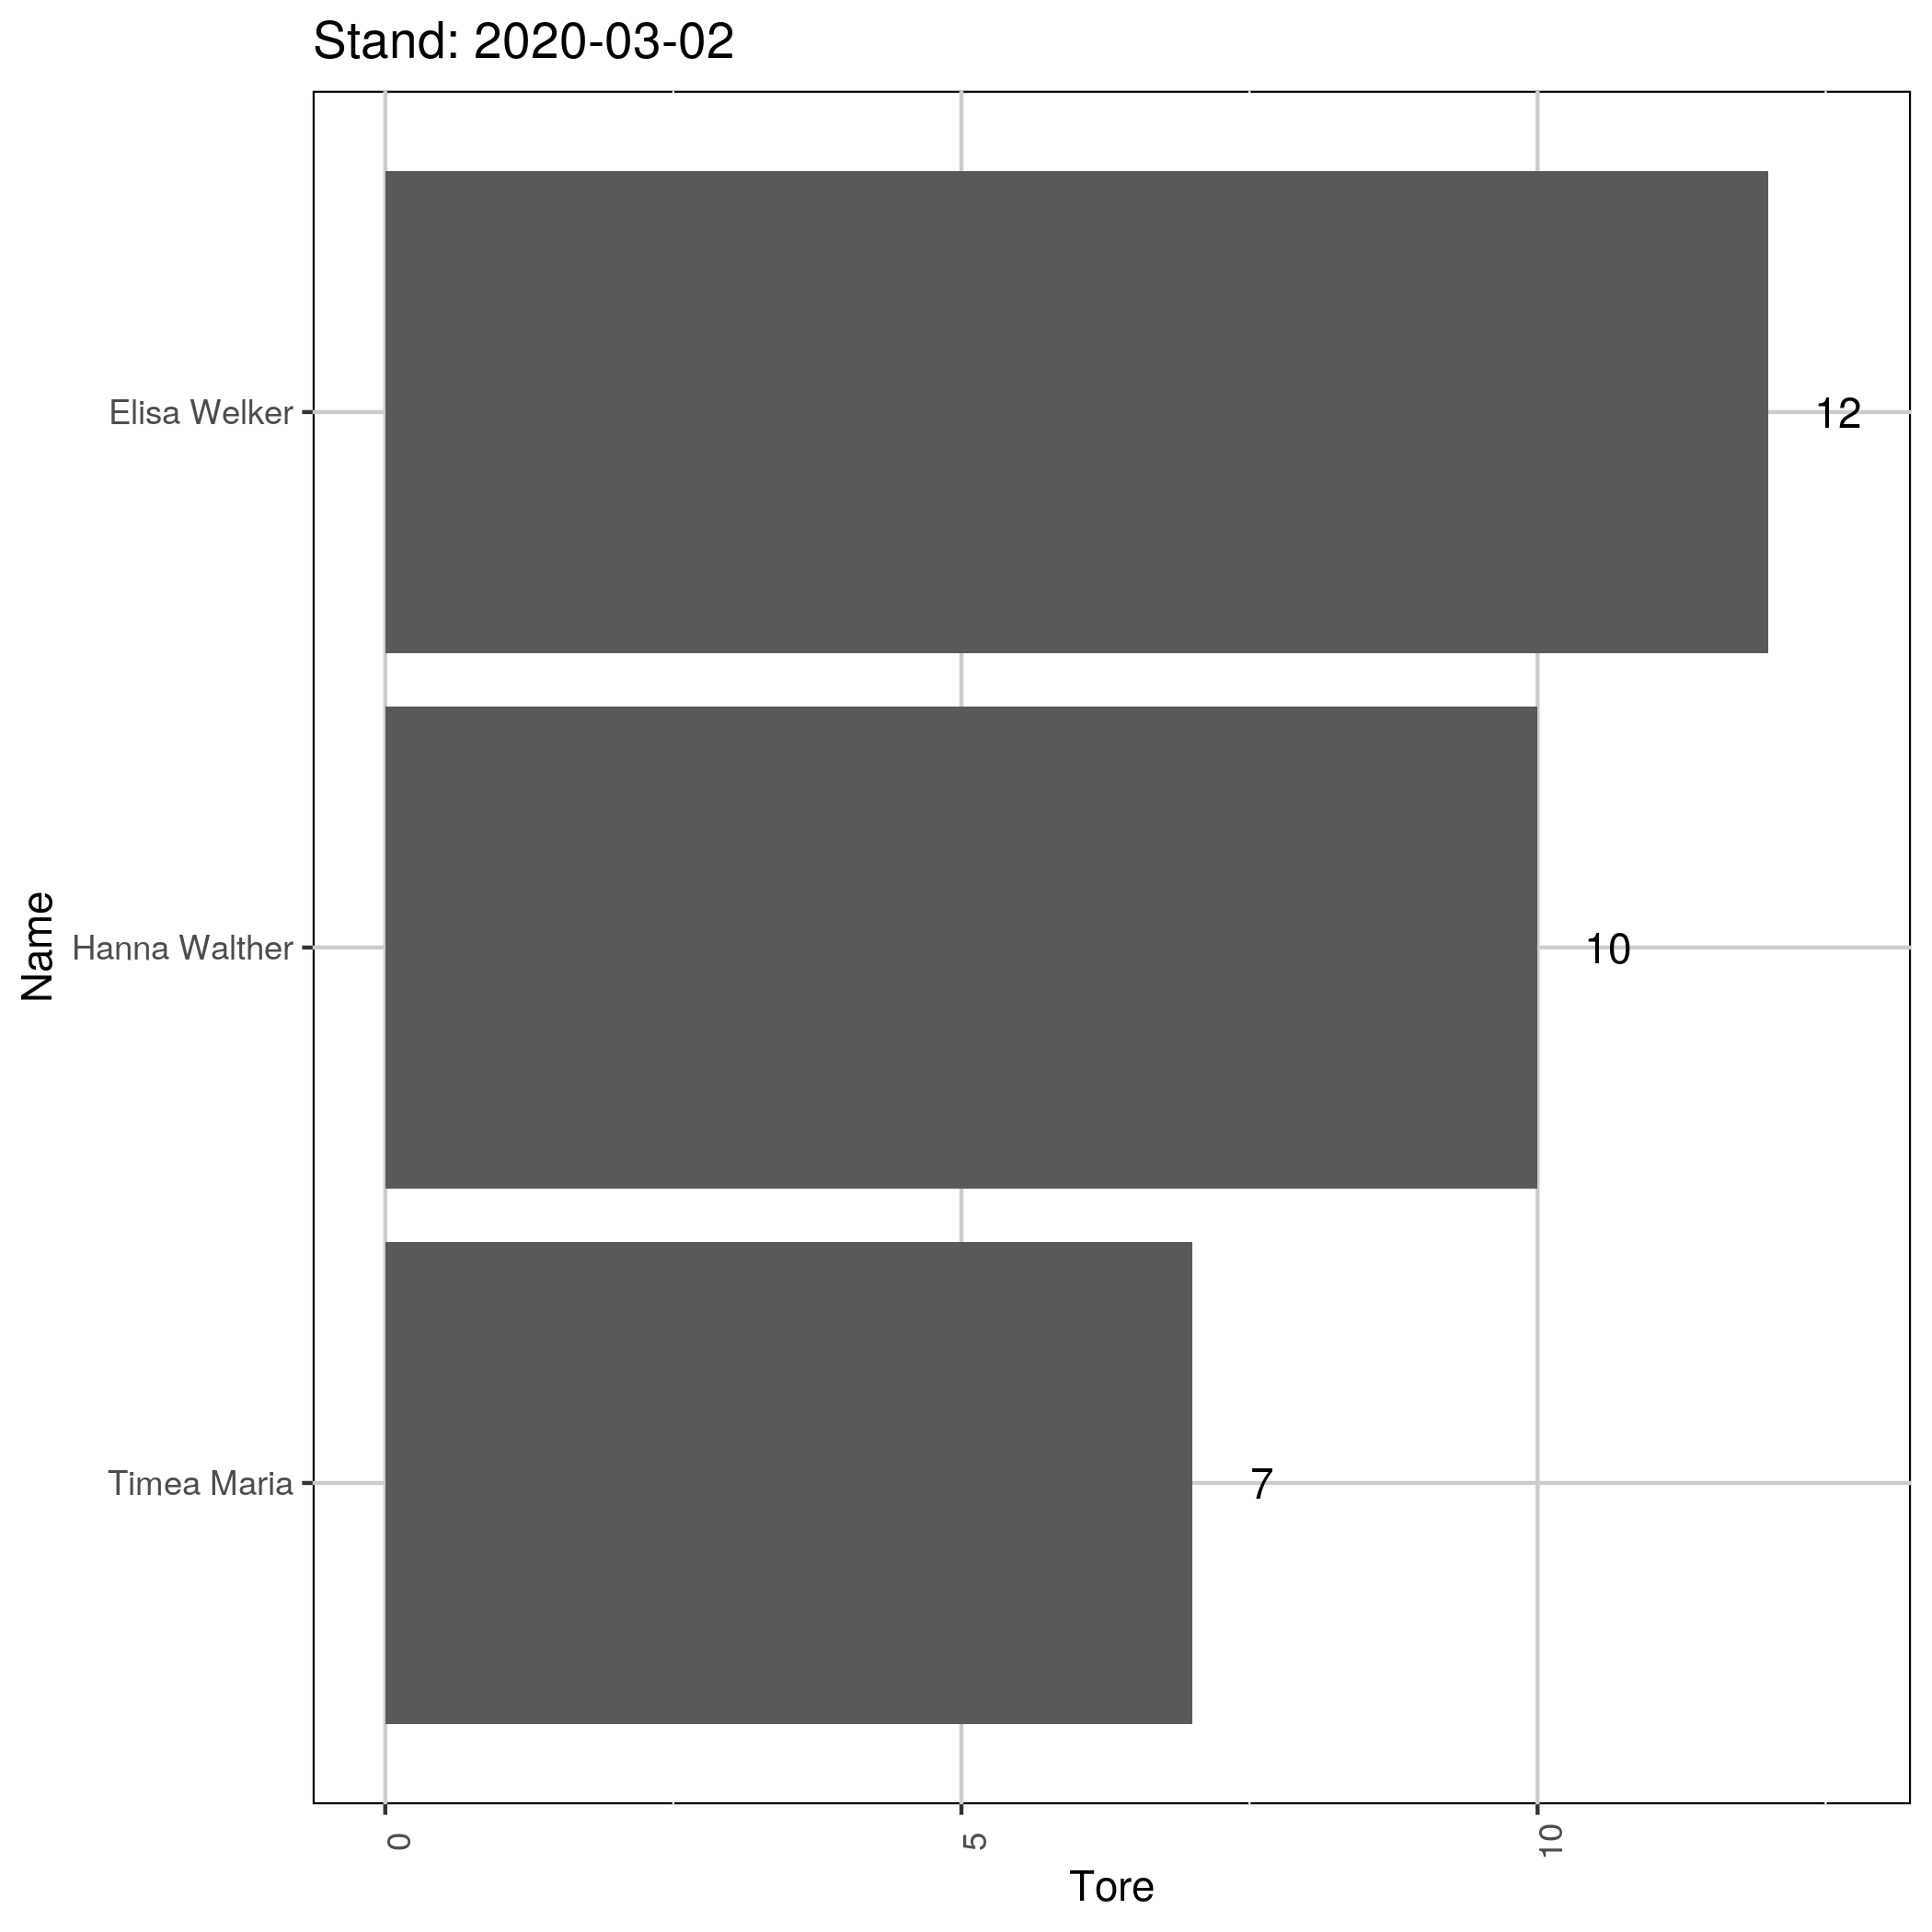 Stand: 2020-03-02
Name
Elisa Welker
12
Hanna Walther
10
Timea Maria
7
0
5
10
Tore